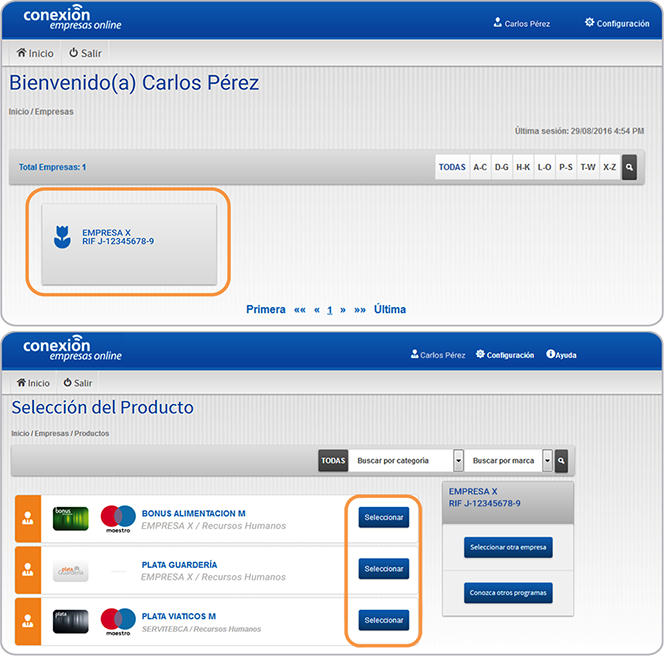 conexión
empresas online
Carlos Pérez
Configuración
Inicio
Salir
Bienvenido(a) Carlos Pérez
Inicio / Empresas
Última sesión: 29/08/2016 4:54 PM
Total Empresas: 1
TODAS A-C D-G H-K L-O P-S T-W X-Z
EMPRESA X
RIF J-12345678-9
Primera «« « 1 » »» Última
conexión
empresas online
Carlos Pérez
Configuración
Ayuda
Inicio
Salir
Selección del Producto
Inicio / Empresas / Productos
TODAS
Buscar por categoria
Buscar por marca
bonus
maestro
BONUS ALIMENTACION M
EMPRESA X / Recursos Humanos
Seleccionar
plata
Guardería
PLATA GUARDERÍA
EMPRESA X / Recursos Humanos
Seleccionar
plata
maestro
PLATA VIATICOS M
SERVITEBCA / Recursos Humanos
Seleccionar
EMPRESA X
RIF J-12345678-9
Seleccionar otra empresa
Conozca otros programas